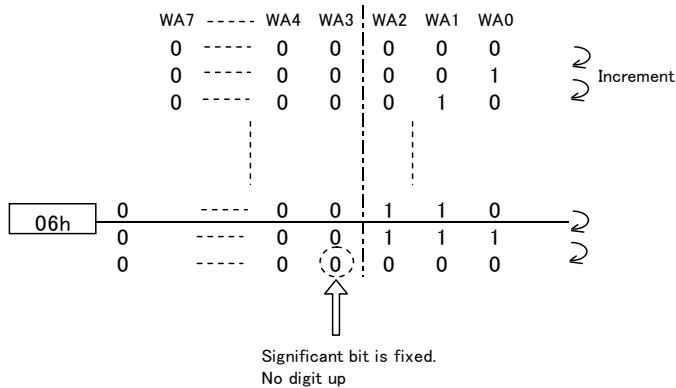 WA7 ----- WA4 WA3 WA2 WA1 WA0
0 ----- 0 0 0 0 0
0 ----- 0 0 0 0 1
Increment
0 ----- 0 0 0 1 0
0 ----- 0 0 1 1 0
06h
0 ----- 0 0 1 1 1
0 ----- 0 0 0 0 0
Significant bit is fixed.
No digit up